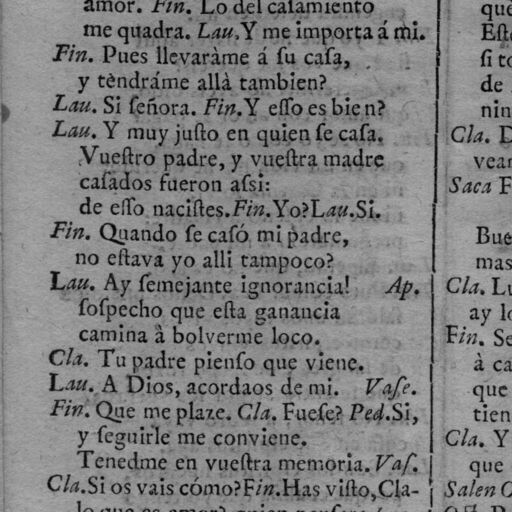 amor. Fin. Lo del caſamiento
me quadra. Lau. Y me importa á mi.
Fin. Pues llevaràme á ſu caſa,
y tèndráme allà tambien?
Lau. Si ſeñora. Fin. Y eſſo es bien?
Lau. Y muy juſto en quien ſe caſa.
Vueſtro padre, y vueſtra madre
caſados fueron aſsi:
de eſſo naciſtes. Fin. Yo? Lau. Si.
Fin. Quando ſe caſó mi padre,
no eſtava yo alli tampoco?
Lau. Ay ſemejante ignorancia! Ap.
ſoſpecho que eſta ganancia
camina à bolverme loco.
Cla. Tu padre pienſo que viene.
Lau. A Dios, acordaos de mi. Vaſe.
Fin. Que me plaze. Cla. Fueſe? Ped. Si,
y ſeguirle me conviene.
Tenedme en vueſtra memoria. Vaſ.
Cla. Si os vais cómo? Fin. Has viſto, Cla-
què
Eſt
ſi to
de
nin
Cla. D
vean
Saca F
Bue
mas
Cla. Lu
ay lo
Fin. Se
à ca
que
tien
Cla. Y
que
Salen O